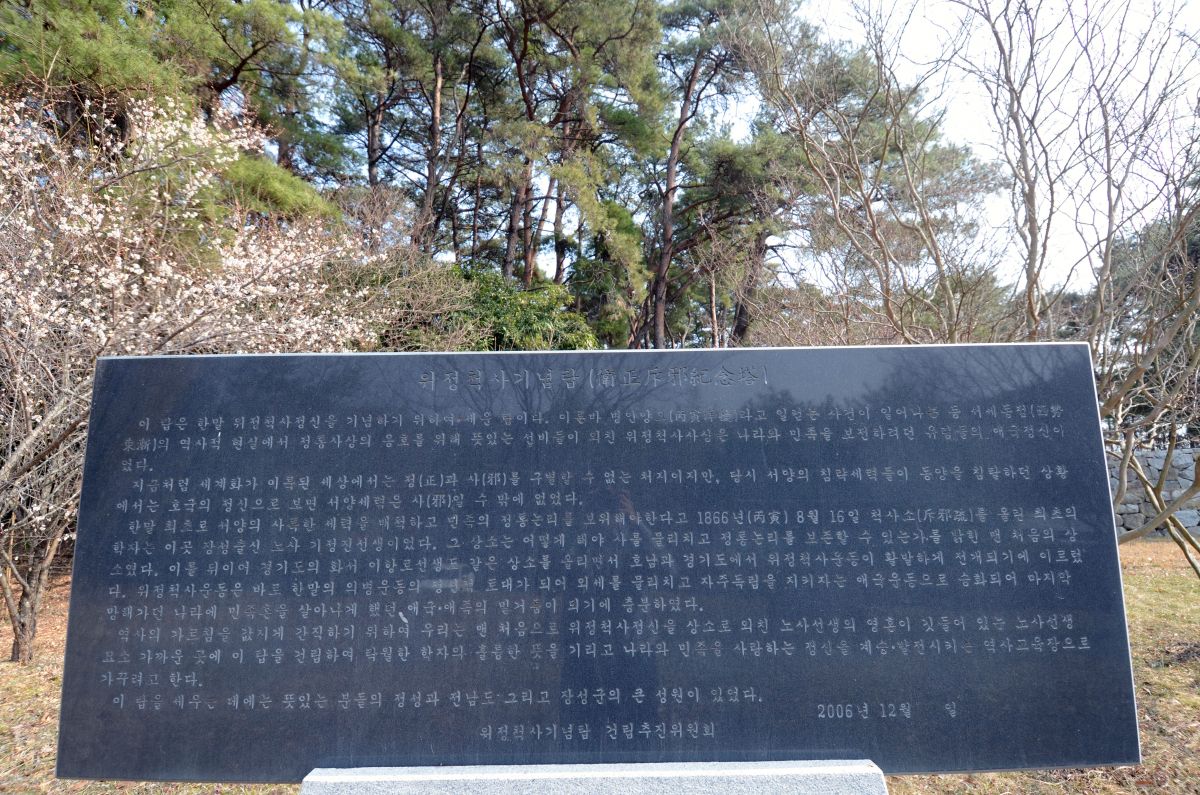 위정척사기념탑(衛正斥邪紀念塔)
이 탑은 한말 위정척사정신을 기념하기 위하여 세운 탑이다. 이른바 병인양요(丙寅洋擾)라고 일컫는 사건이 일어나는 등 서세동점(西勢
東漸)의 역사적 현실에서 정통사상의 옹호를 위해 뜻있는 선비들이 외친 위정척사사상은 나라와 민족을 보전하려던 유림들의 애국정신이
었다.
지금처럼 세계화가 이룩된 세상에서는 정(正)과 사(邪)를 구별할 수 없는 처지이지만, 당시 서양의 침략세력들이 동양을 침탈하던 상황
에서는 호국의 정신으로 보면 서양세력은 사(邪)일 수 밖에 없었다.
한말 최초로 서양의 사특한 세력을 배척하고 민족의 정통논리를 보위해야한다고 1866년(丙寅) 8월 16일 척사소(斥邪疏)를 올린 최초의
학자는 이곳 장성출신 노사 기정진선생이었다. 그 상소는 어떻게 해야 사를 물리치고 정통논리를 보존할 수 있는가를 밝힌 맨 처음의 상
소였다. 이를 뒤이어 경기도의 화서 이항로선생도 같은 상소를 올리면서 호남과 경기도에서 위정척사운동이 활발하게 전개되기에 이르렀
다. 위정척사운동은 바로 한말의 의병운동의 정신적 토대가 되어 외세를 물리치고 자주독립을 지키자는 애국운동으로 승화되어 마지막
망해가던 나라에 민족혼을 살아나게 했던 애국·애족의 밑거름이 되기에 충분하였다.
역사의 가르침을 값지게 간직하기 위하여 우리는 맨 처음으로 위정척사정신을 상소로 외친 노사선생의 영혼이 깃들어 있는 노사선생
묘소 가까운 곳에 이 탑을 건립하여 탁월한 학자의 훌륭한 뜻을 기리고 나라와 민족을 사랑하는 정신을 계승·발전시키는 역사교육장으로
가꾸려고 한다.
이 탑을 세우는 데에는 뜻있는 분들의 정성과 전남도 그리고 장성군의 큰 성원이 있었다.
2006년 12월 일
위정척사기념탑 건립추진위원회